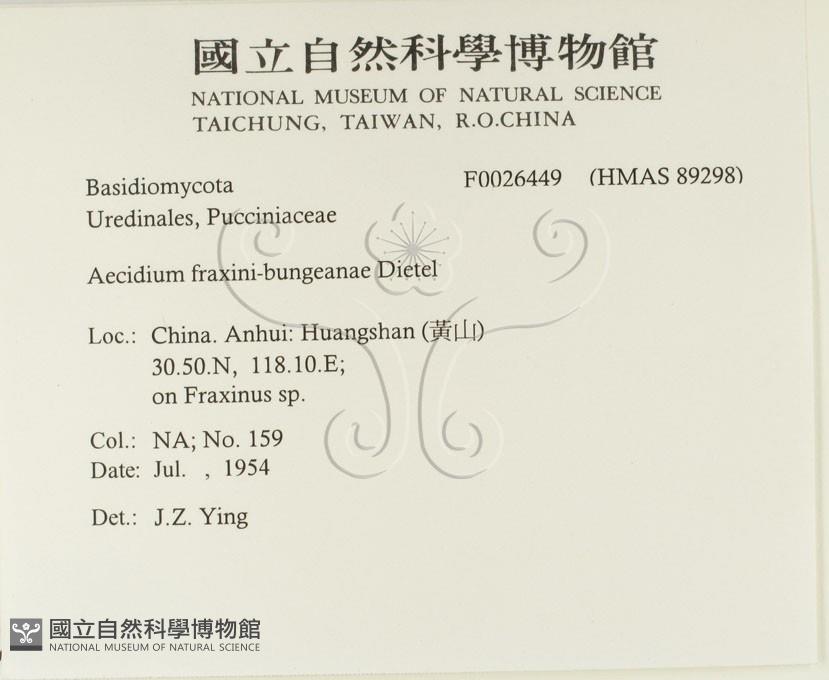 國立自然科學博物館
NATIONAL MUSEUM OF NATURAL SCIENCE
TAICHUNG, TAIWAN, R.O.CHINA
Basidiomycota F0026449 (HMAS 89298)
Uredinales, Pucciniaceae
Aecidium fraxini-bungeanae Dietel
Loc.: China. Anhui: Huangshan (黃山)
30.50.N, 118.10.E;
on Fraxinus sp.
Col.: NA; No. 159
Date: Jul. , 1954
Det.: J.Z. Ying
國立自然科學博物館
NATIONAL MUSEUM OF NATURAL SCIENCE